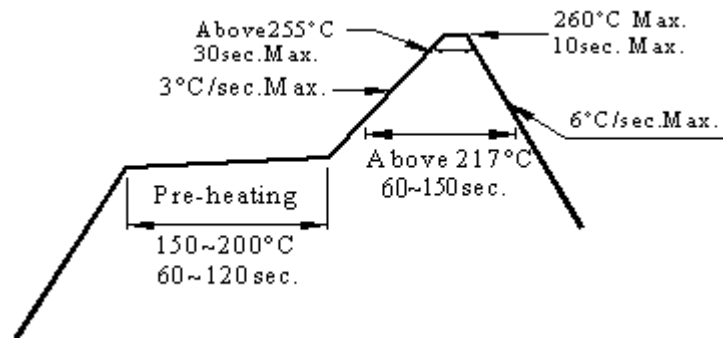 Above255°C
30sec.Max.
3°C/sec.Max.
260°C Max.
10sec. Max.
6°C/sec.Max.
Above 217°C
60~150sec.
Pre-heating
150~200°C
60~120sec.